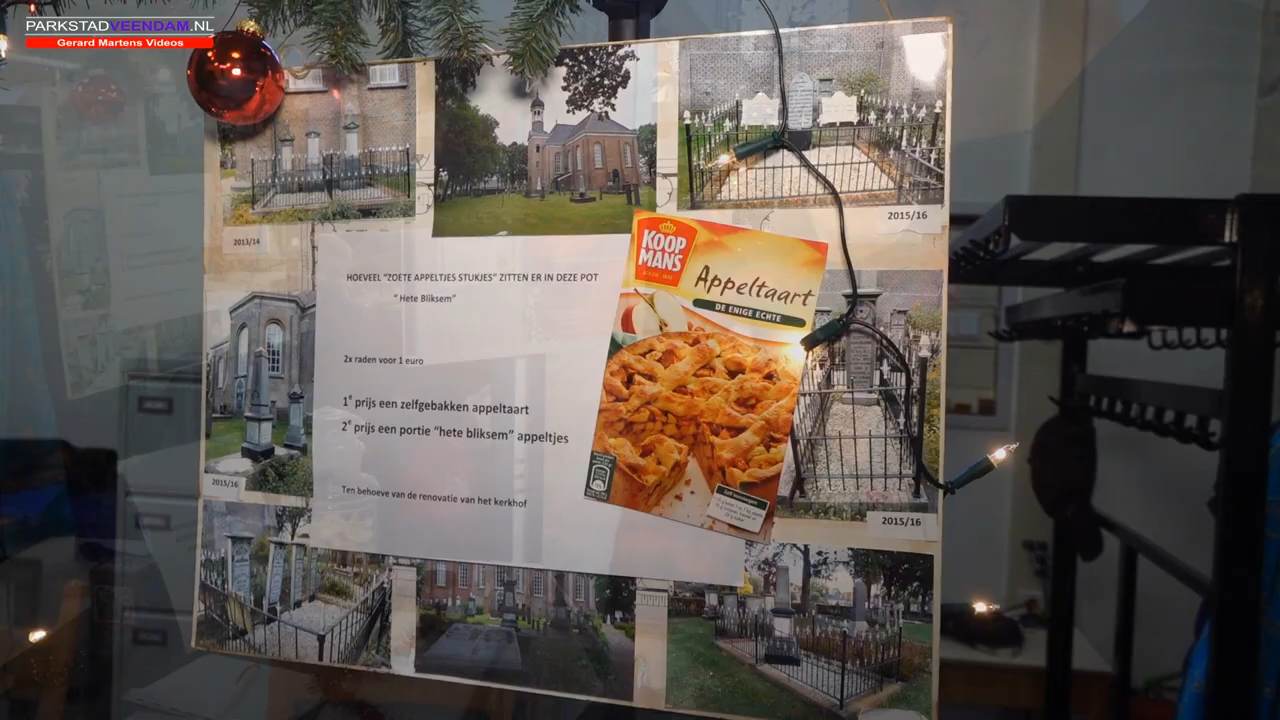 PARKSTADVEENDAM.NL
Gerard Martens Videos
2013/14
2015/16
HOEVEEL "ZOETE APPELTJES STUKJES" ZITTEN ER IN DEZE POT
"Hete Bliksem"
2x raden voor 1 euro
1e prijs een zelfgebakken appeltaart
2e prijs een portie "hete bliksem" appeltjes
Ten behoeve van de renovatie van het kerkhof
KOOP
MANS
Appeltaart
DE ENIGE ECHTE
2015/16
2015/16